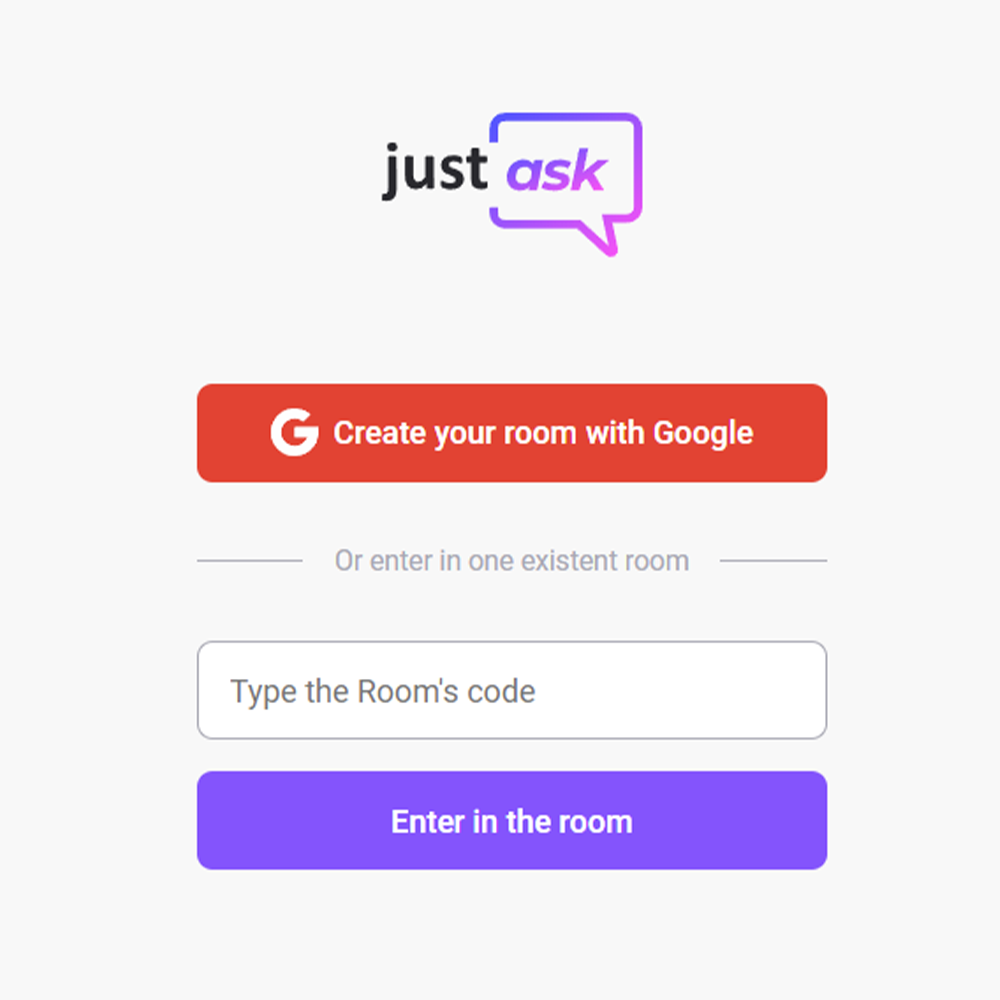 just ask
Create your room with Google
Or enter in one existent room
Type the Room's code
Enter in the room